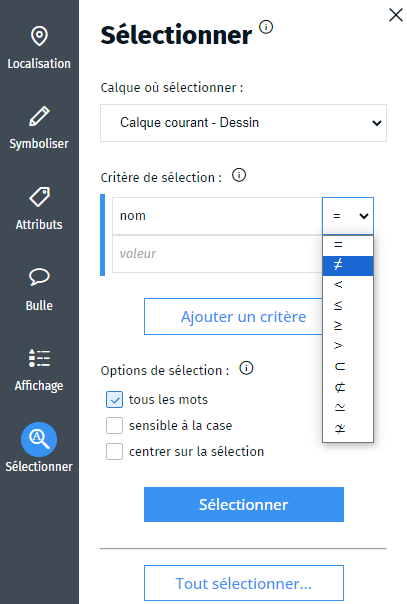 Localisation
Symboliser
Attributs
Bulle
Affichage
Sélectionner
Sélectionner
Calque où sélectionner :
Calque courant - Dessin
Critère de sélection :
nom
=
valeur
=
≠
<
≤
≥
>
⊂
⊄
≃
≄
Ajouter un critère
Options de sélection :
tous les mots
sensible à la case
centrer sur la sélection
Sélectionner
Tout sélectionner...